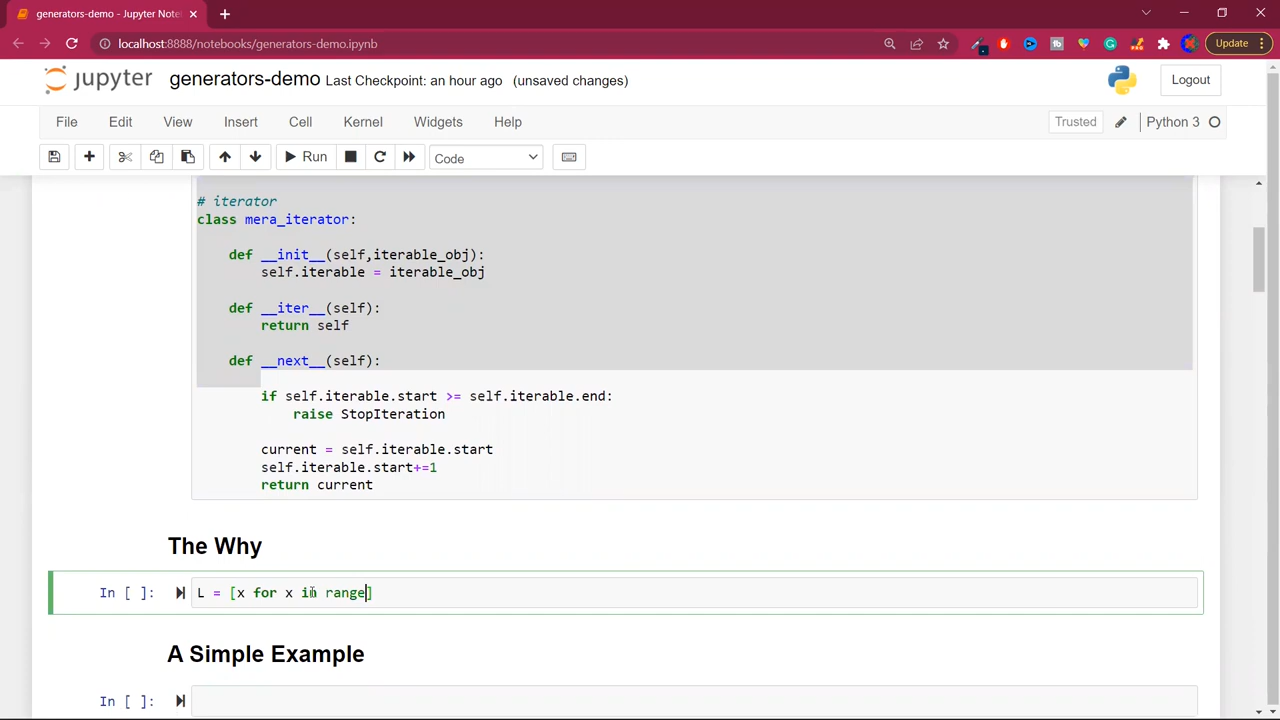 generators-demo - Jupyter Note
localhost:8888/notebooks/generators-demo.ipynb
Update
jupyter generators-demo Last Checkpoint: an hour ago (unsaved changes)
Logout
File Edit View Insert Cell Kernel Widgets Help
Trusted
Python 3
Run
Code
# iterator
class mera_iterator:
def __init__(self,iterable_obj):
self.iterable = iterable_obj
def __iter__(self):
return self
def __next__(self):
if self.iterable.start >= self.iterable.end:
raise StopIteration
current = self.iterable.start
self.iterable.start+=1
return current
The Why
In [ ]: L = [x for x in range]
A Simple Example
In [ ]: